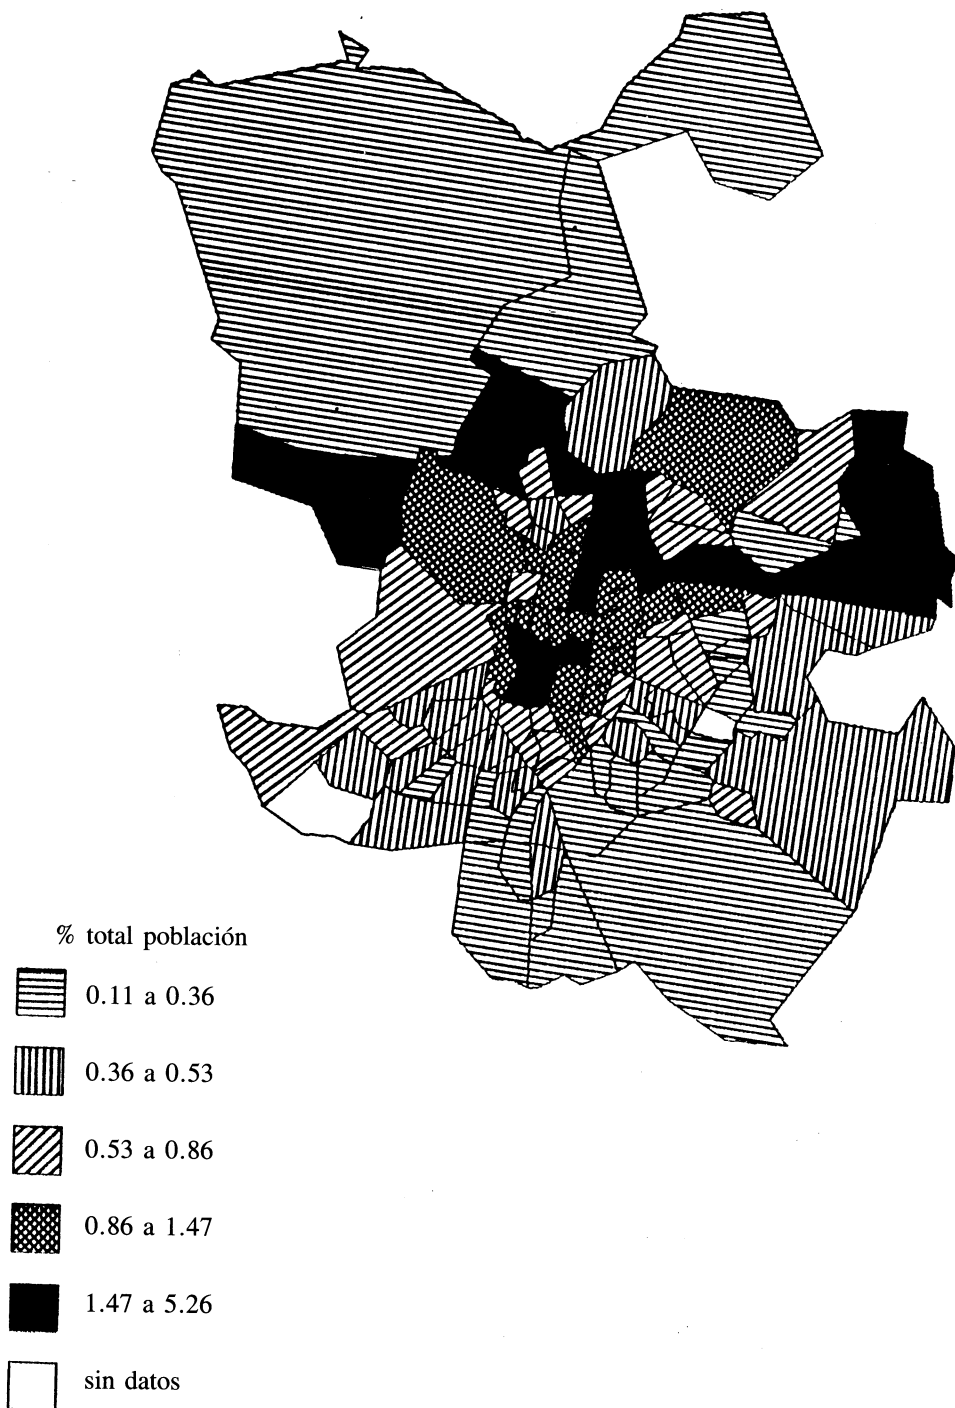 % total población
0.11 a 0.36
0.36 a 0.53
0.53 a 0.86
0.86 a 1.47
1.47 a 5.26
sin datos